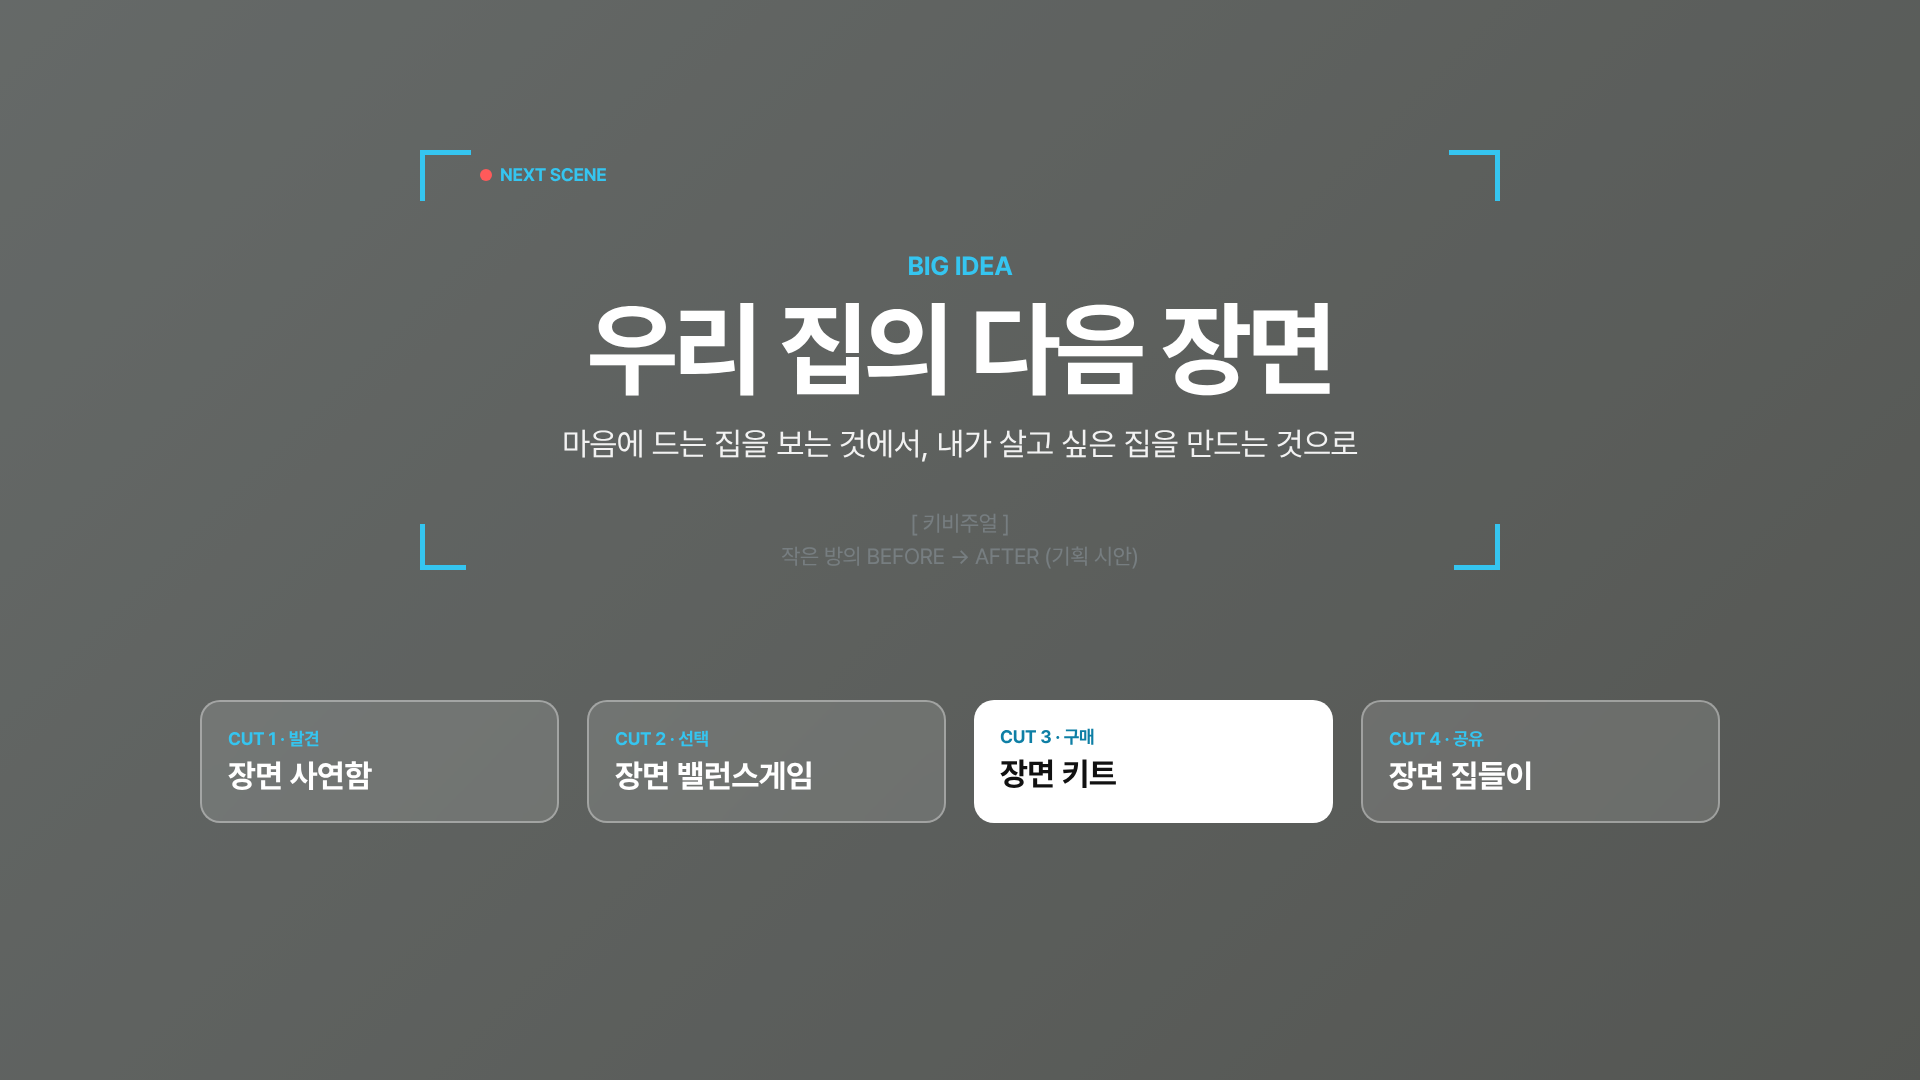 NEXT SCENE
BIG IDEA
우리 집의 다음 장면
마음에 드는 집을 보는 것에서, 내가 살고 싶은 집을 만드는 것으로
[ 키비주얼 ]
작은 방의 BEFORE → AFTER (기획 시안)
CUT 1 · 발견
장면 사연함
CUT 2 · 선택
장면 밸런스게임
CUT 3 · 구매
장면 키트
CUT 4 · 공유
장면 집들이